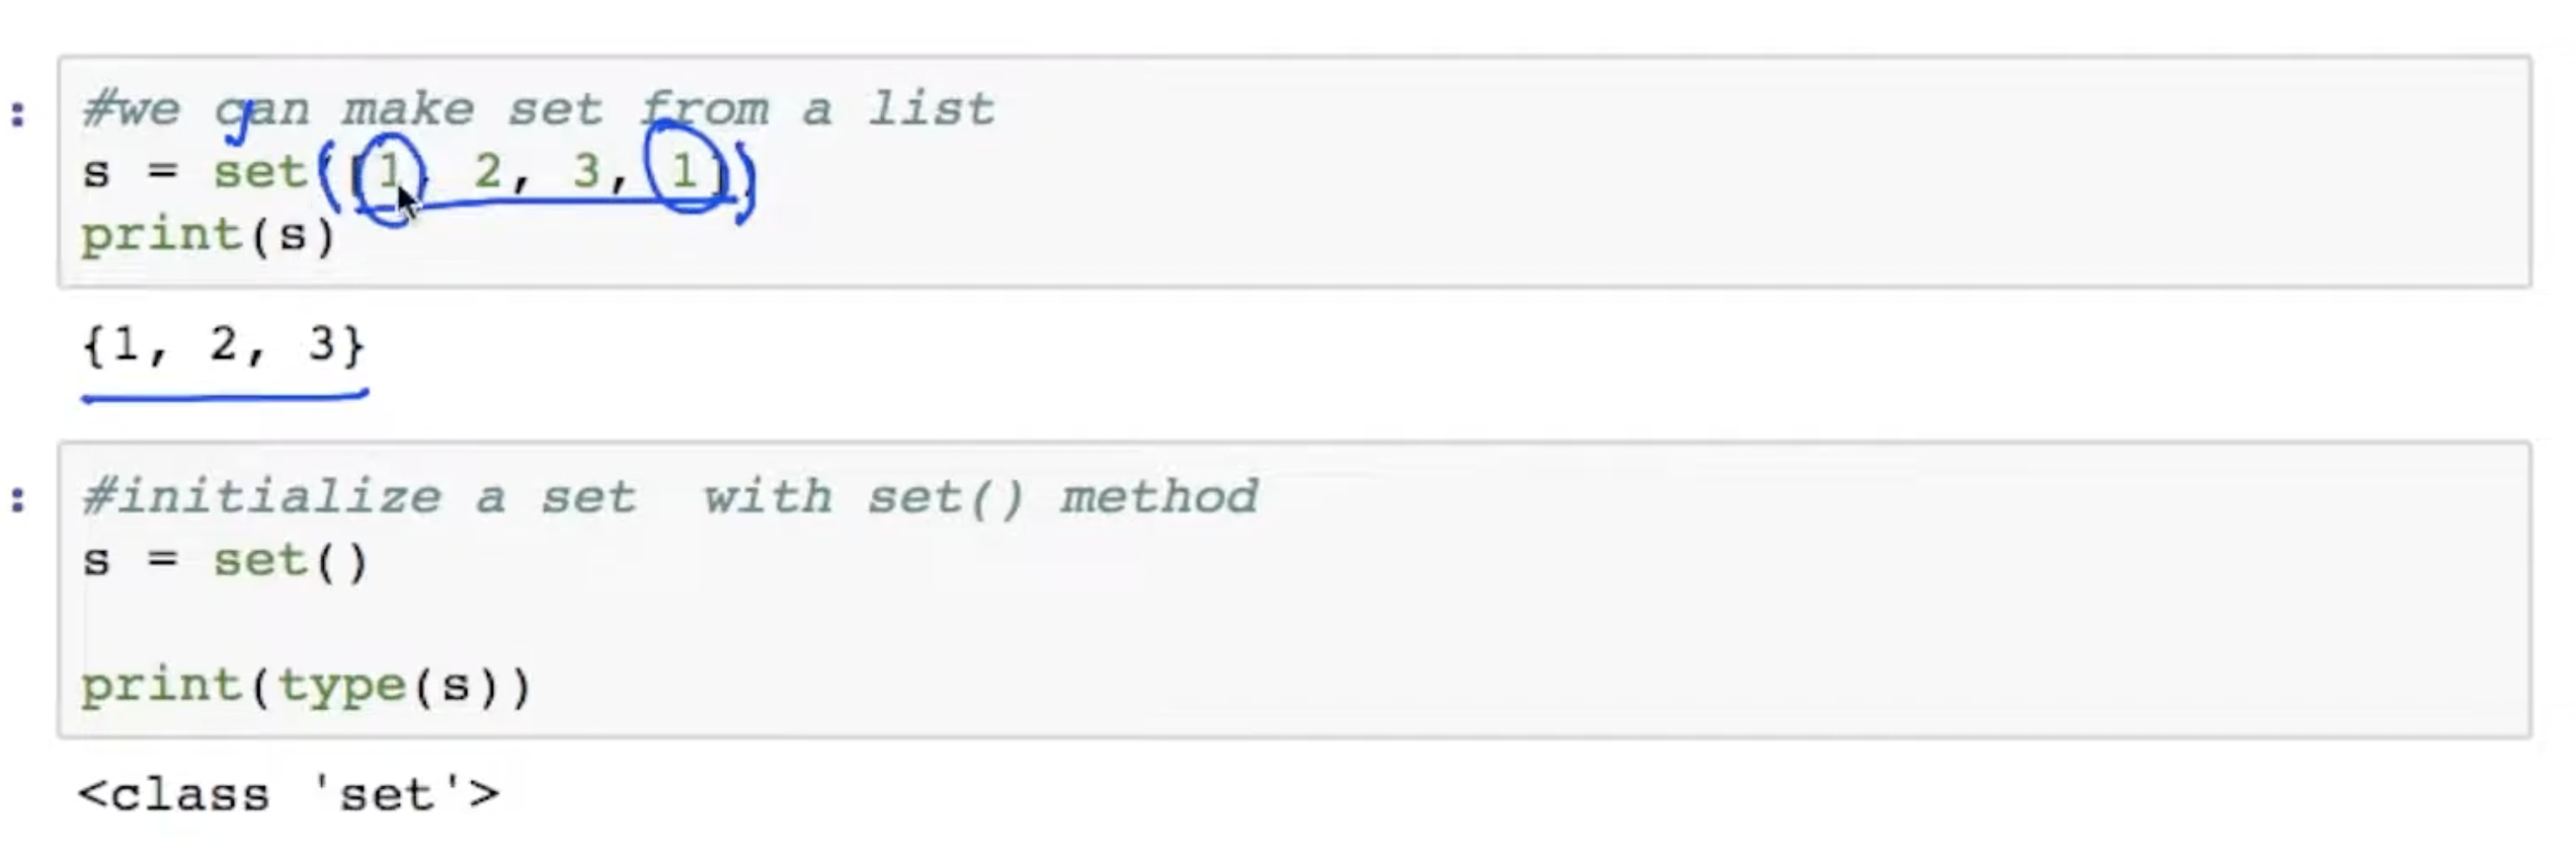 :
#we can make set from a list
s = set([1, 2, 3, 1])
print(s)
{1, 2, 3}
:
#initialize a set  with set() method
s = set()
print(type(s))
<class 'set'>